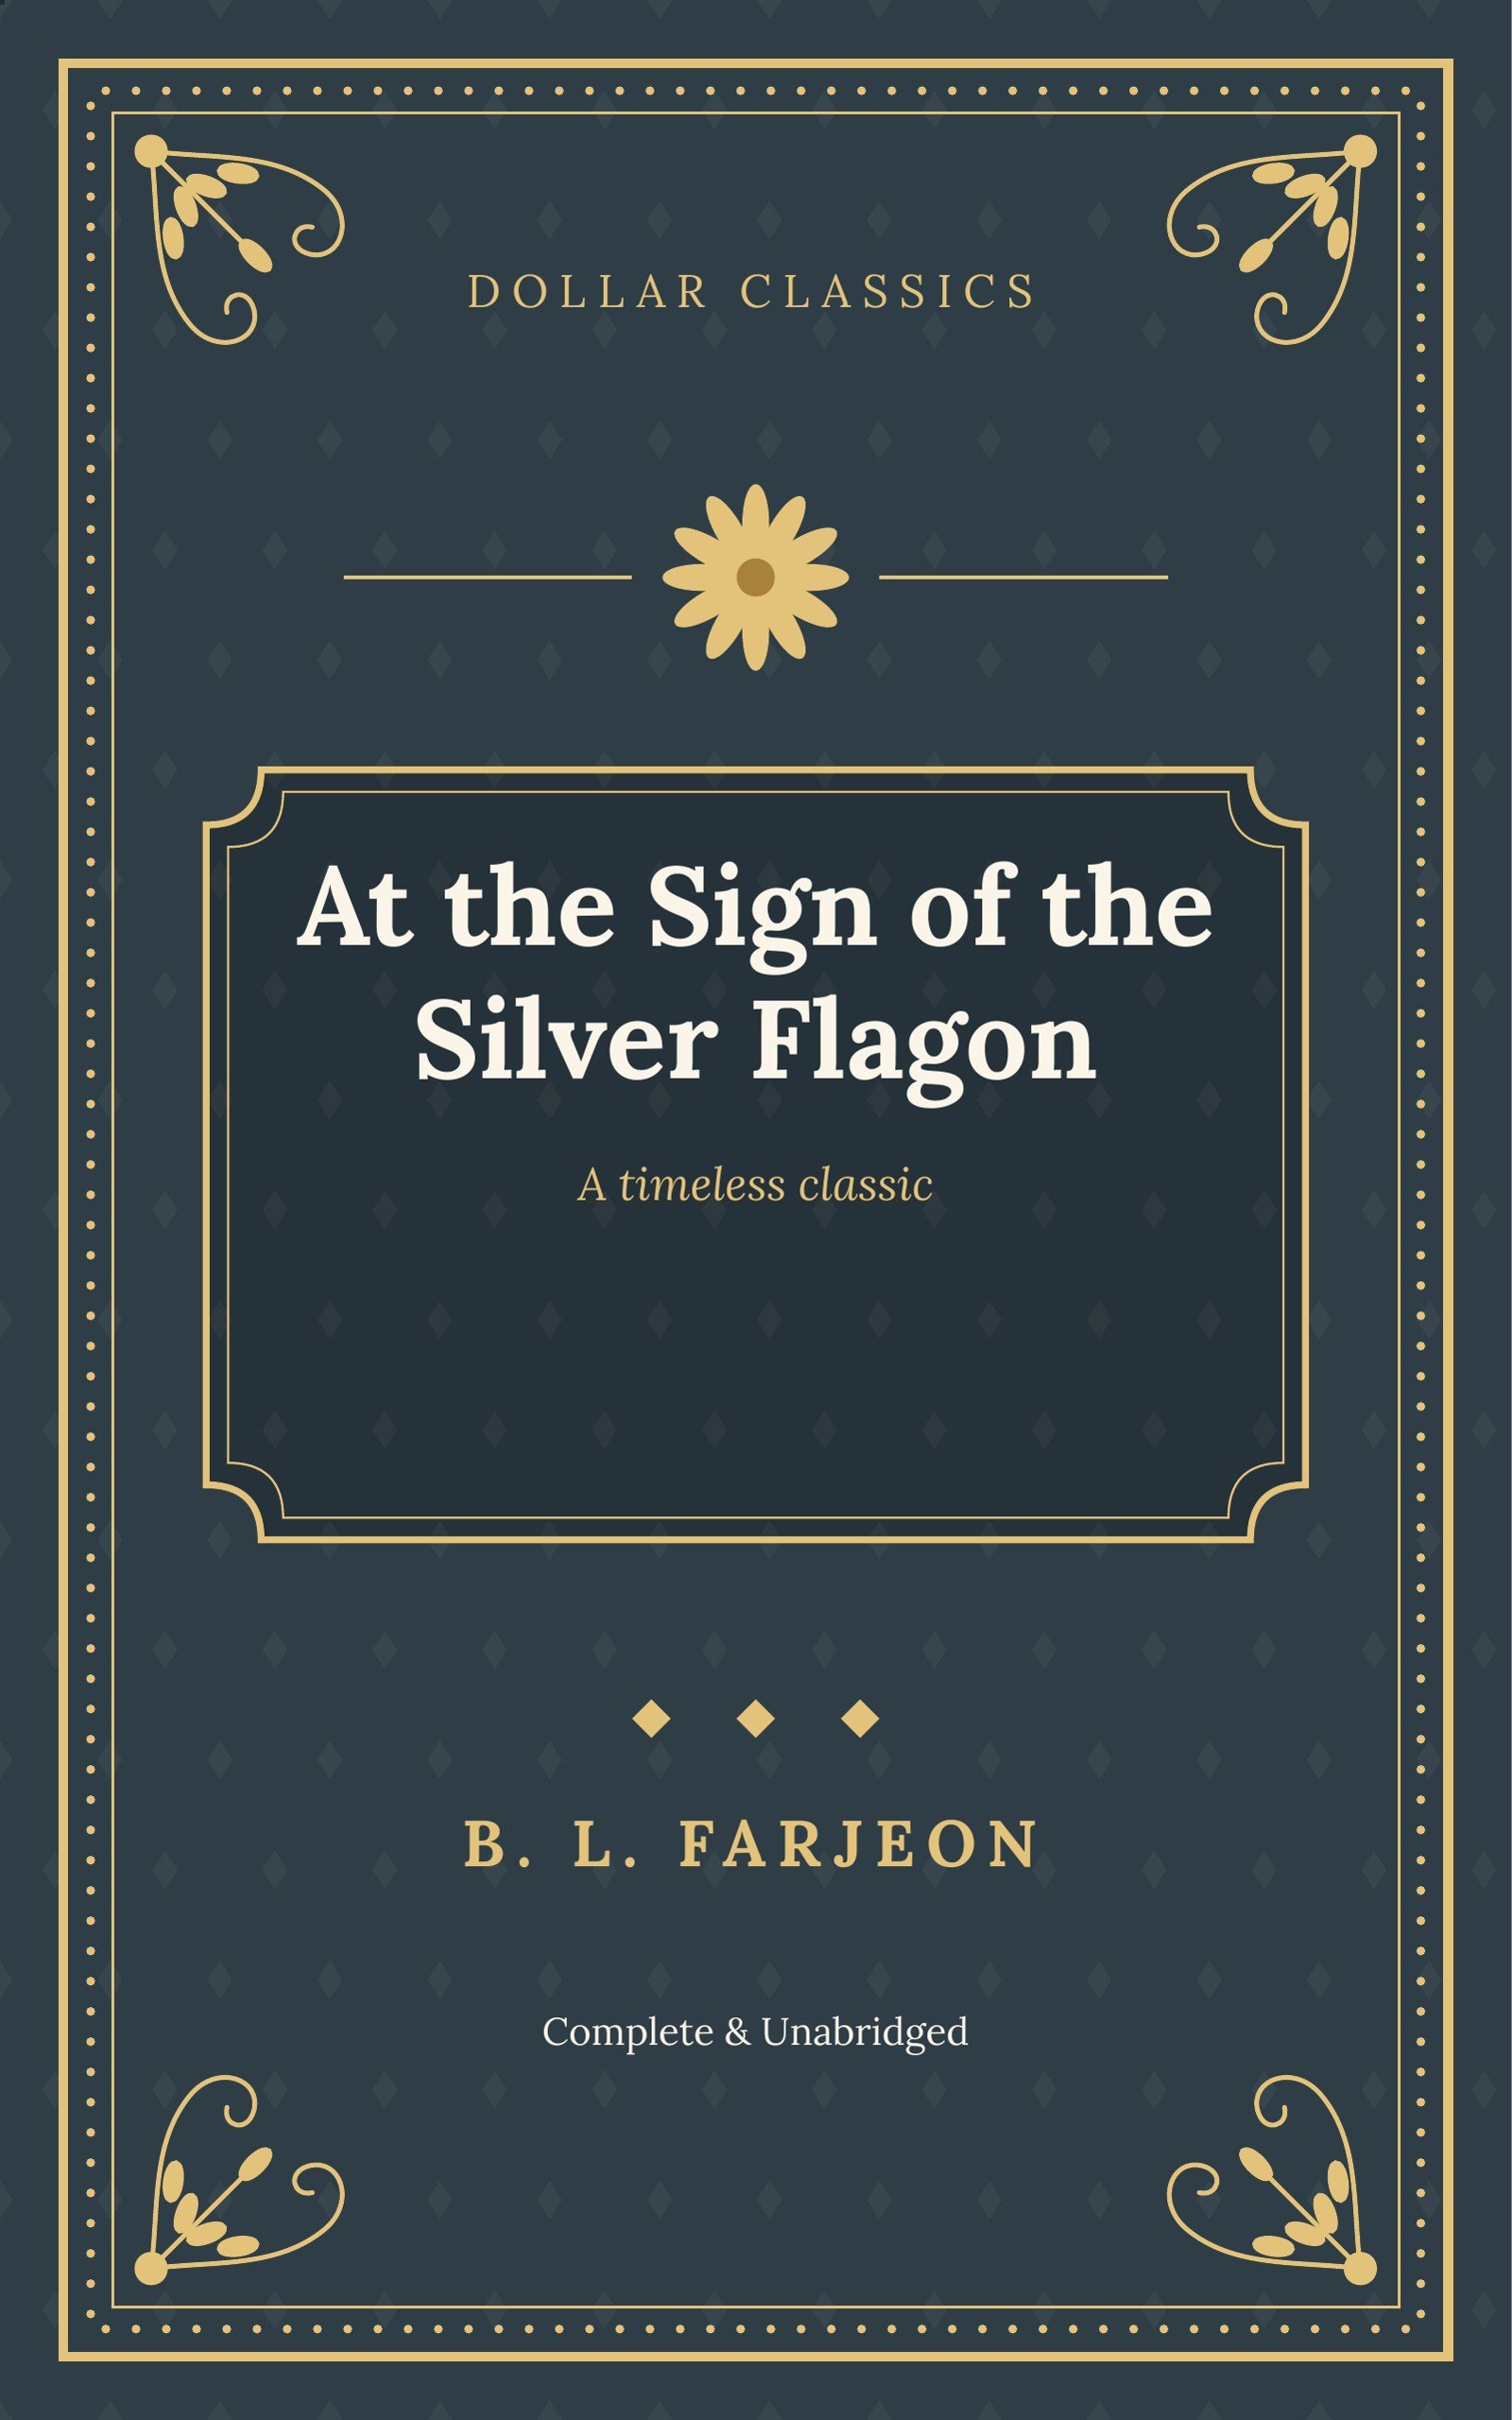 DOLLAR CLASSICS
At the Sign of the
Silver Flagon
A timeless classic
B. L. FARJEON
Complete & Unabridged